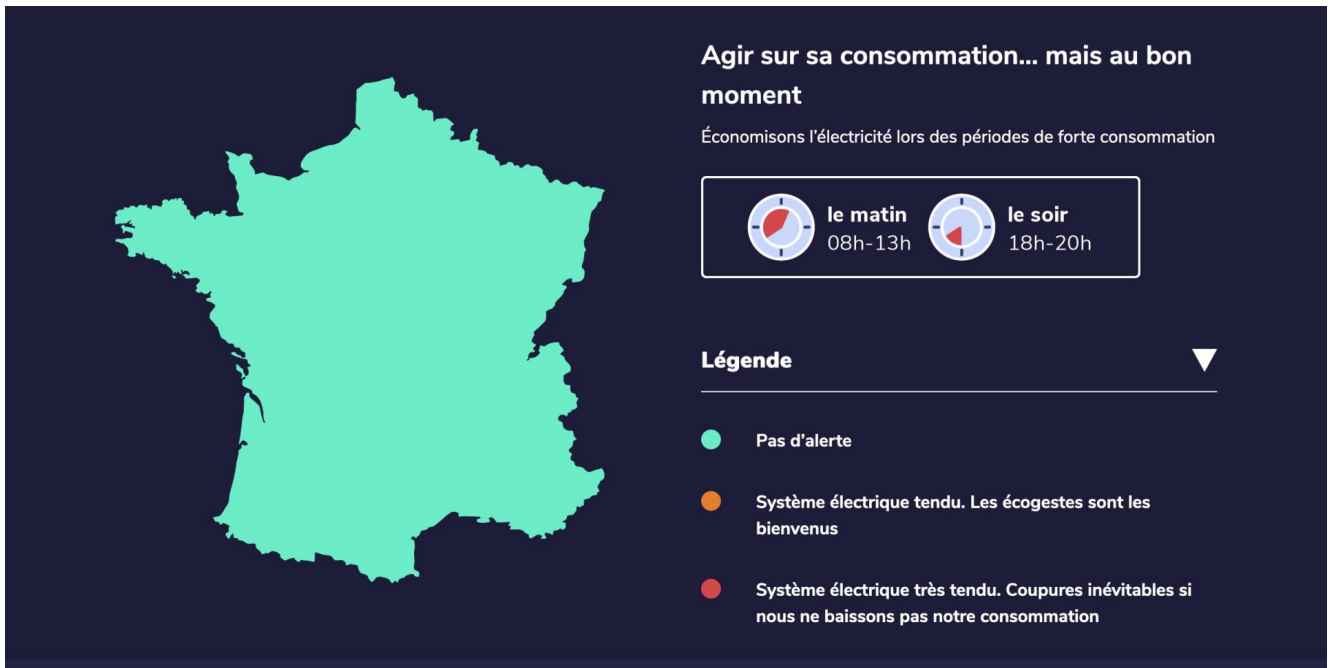 Agir sur sa consommation... mais au bon
moment
Économisons l'électricité lors des périodes de forte consommation
le matin
08h-13h
le soir
18h-20h
Légende
Pas d'alerte
Système électrique tendu. Les écogestes sont les
bienvenus
Système électrique très tendu. Coupures inévitables si
nous ne baissons pas notre consommation